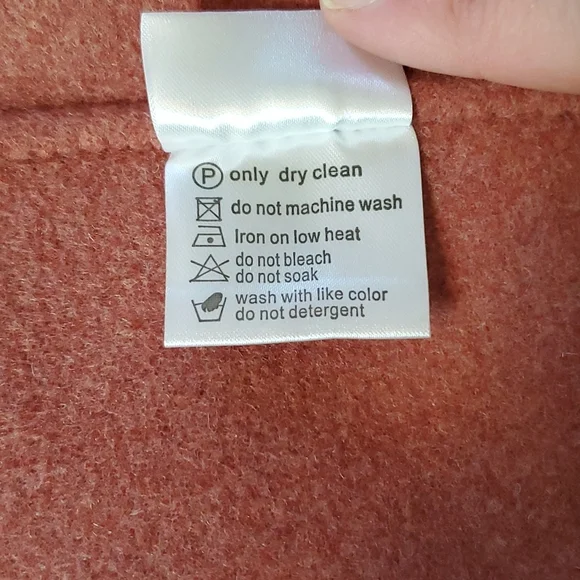 P only dry clean
do not machine wash
Iron on low heat
do not bleach
do not soak
wash with like color
do not detergent